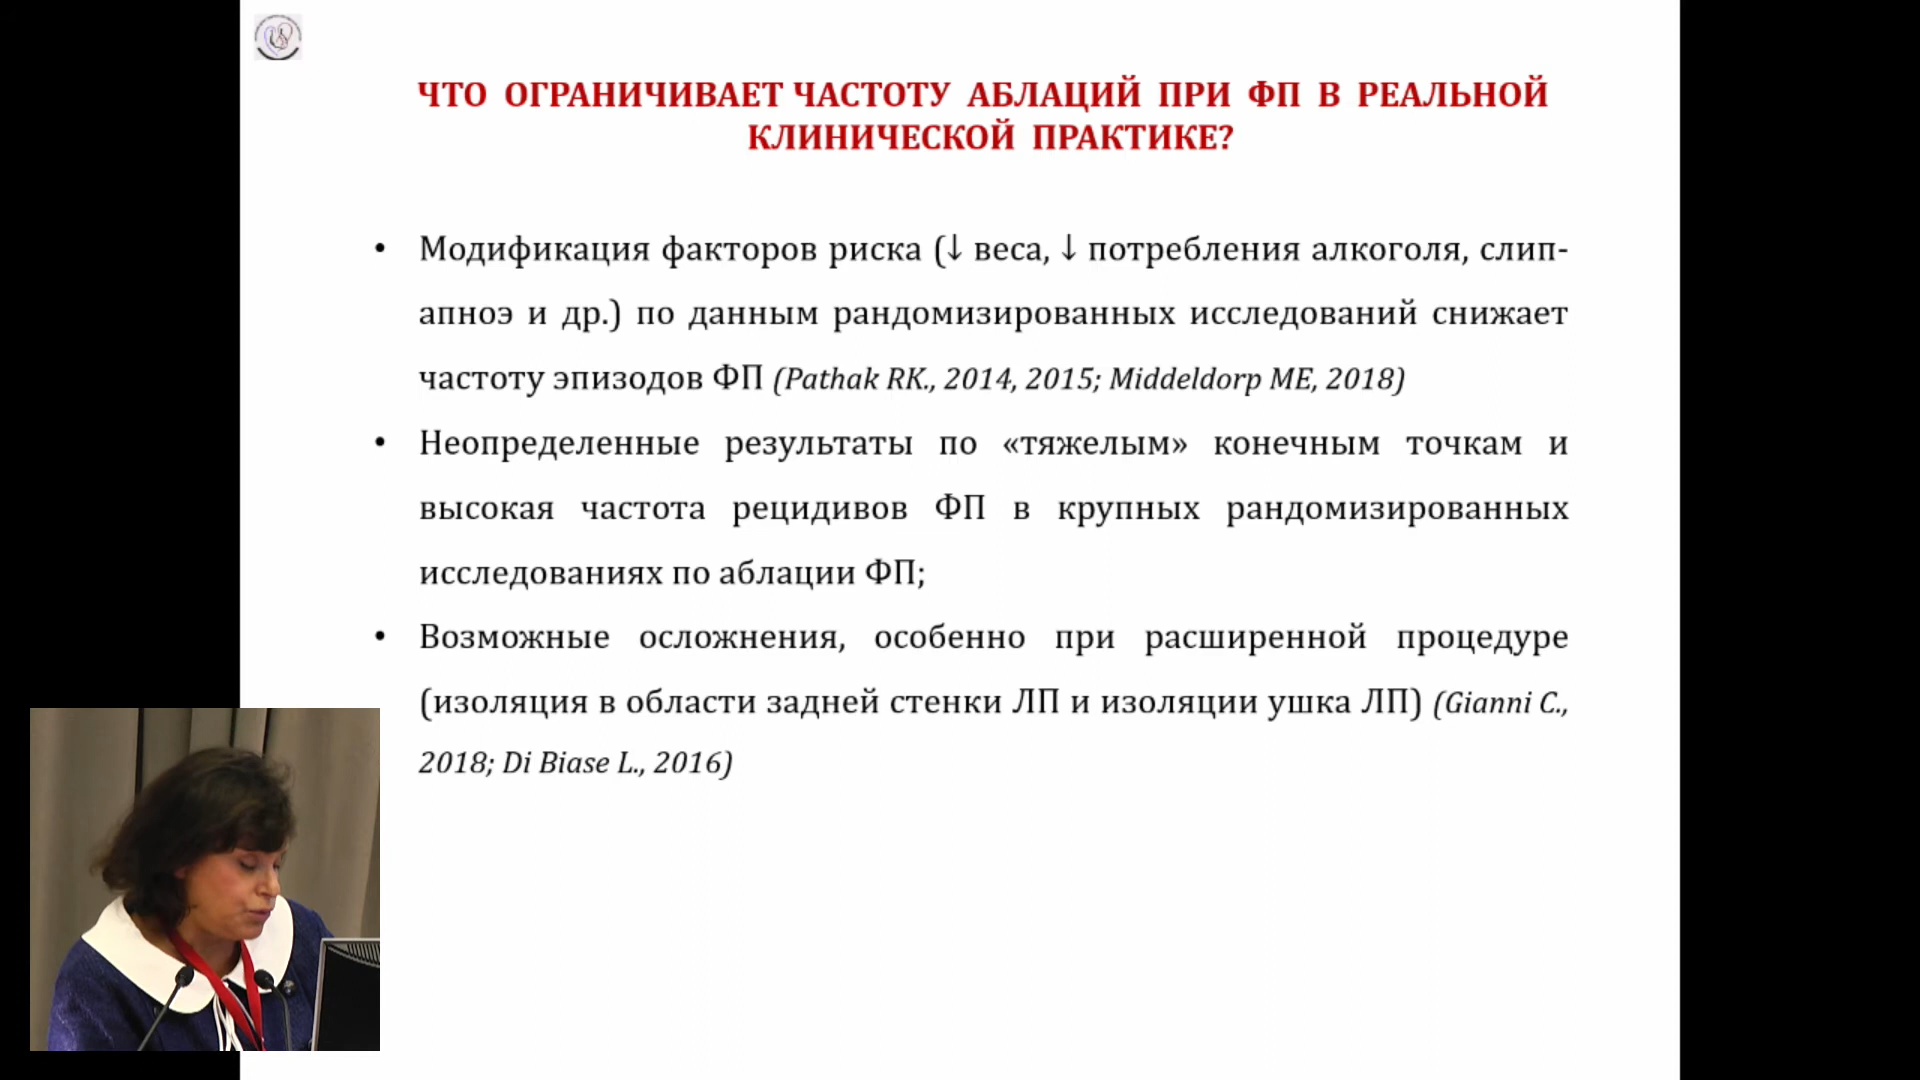 ЧТО ОГРАНИЧИВАЕТ ЧАСТОТУ АБЛАЦИЙ ПРИ ФП В РЕАЛЬНОЙ
КЛИНИЧЕСКОЙ ПРАКТИКЕ?
• Модификация факторов риска (↓ веса, ↓ потребления алкоголя, слип-
апноэ и др.) по данным рандомизированных исследований снижает
частоту эпизодов ФП (Pathak RK., 2014, 2015; Middeldorp ME, 2018)
• Неопределенные результаты по «тяжелым» конечным точкам и
высокая частота рецидивов ФП в крупных рандомизированных
исследованиях по аблации ФП;
• Возможные осложнения, особенно при расширенной процедуре
(изоляция в области задней стенки ЛП и изоляции ушка ЛП) (Gianni C.,
2018; Di Biase L., 2016)